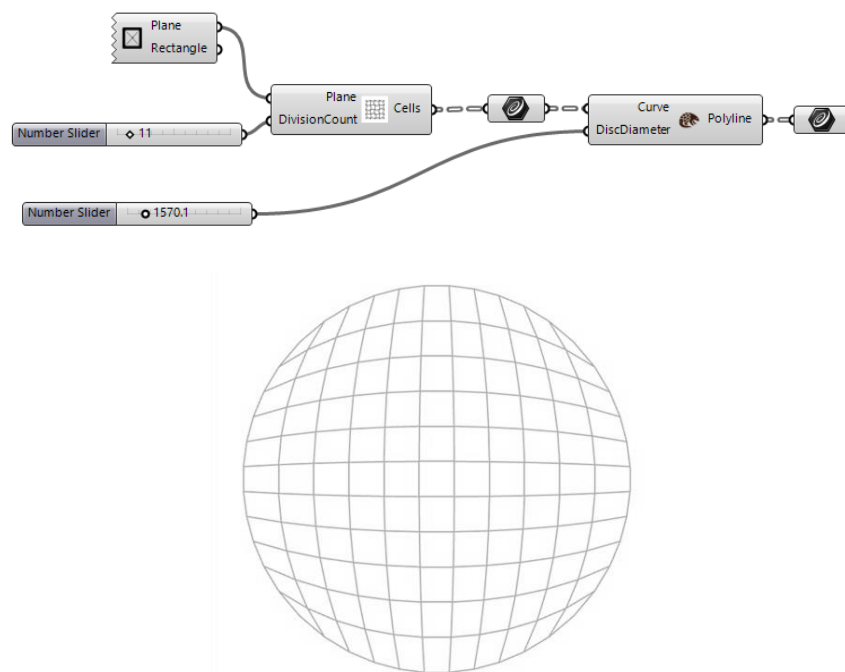 Plane
Rectangle
Plane
DivisionCount
Cells
Number Slider
11
Number Slider
1570.1
Curve
DiscDiameter
Polyline